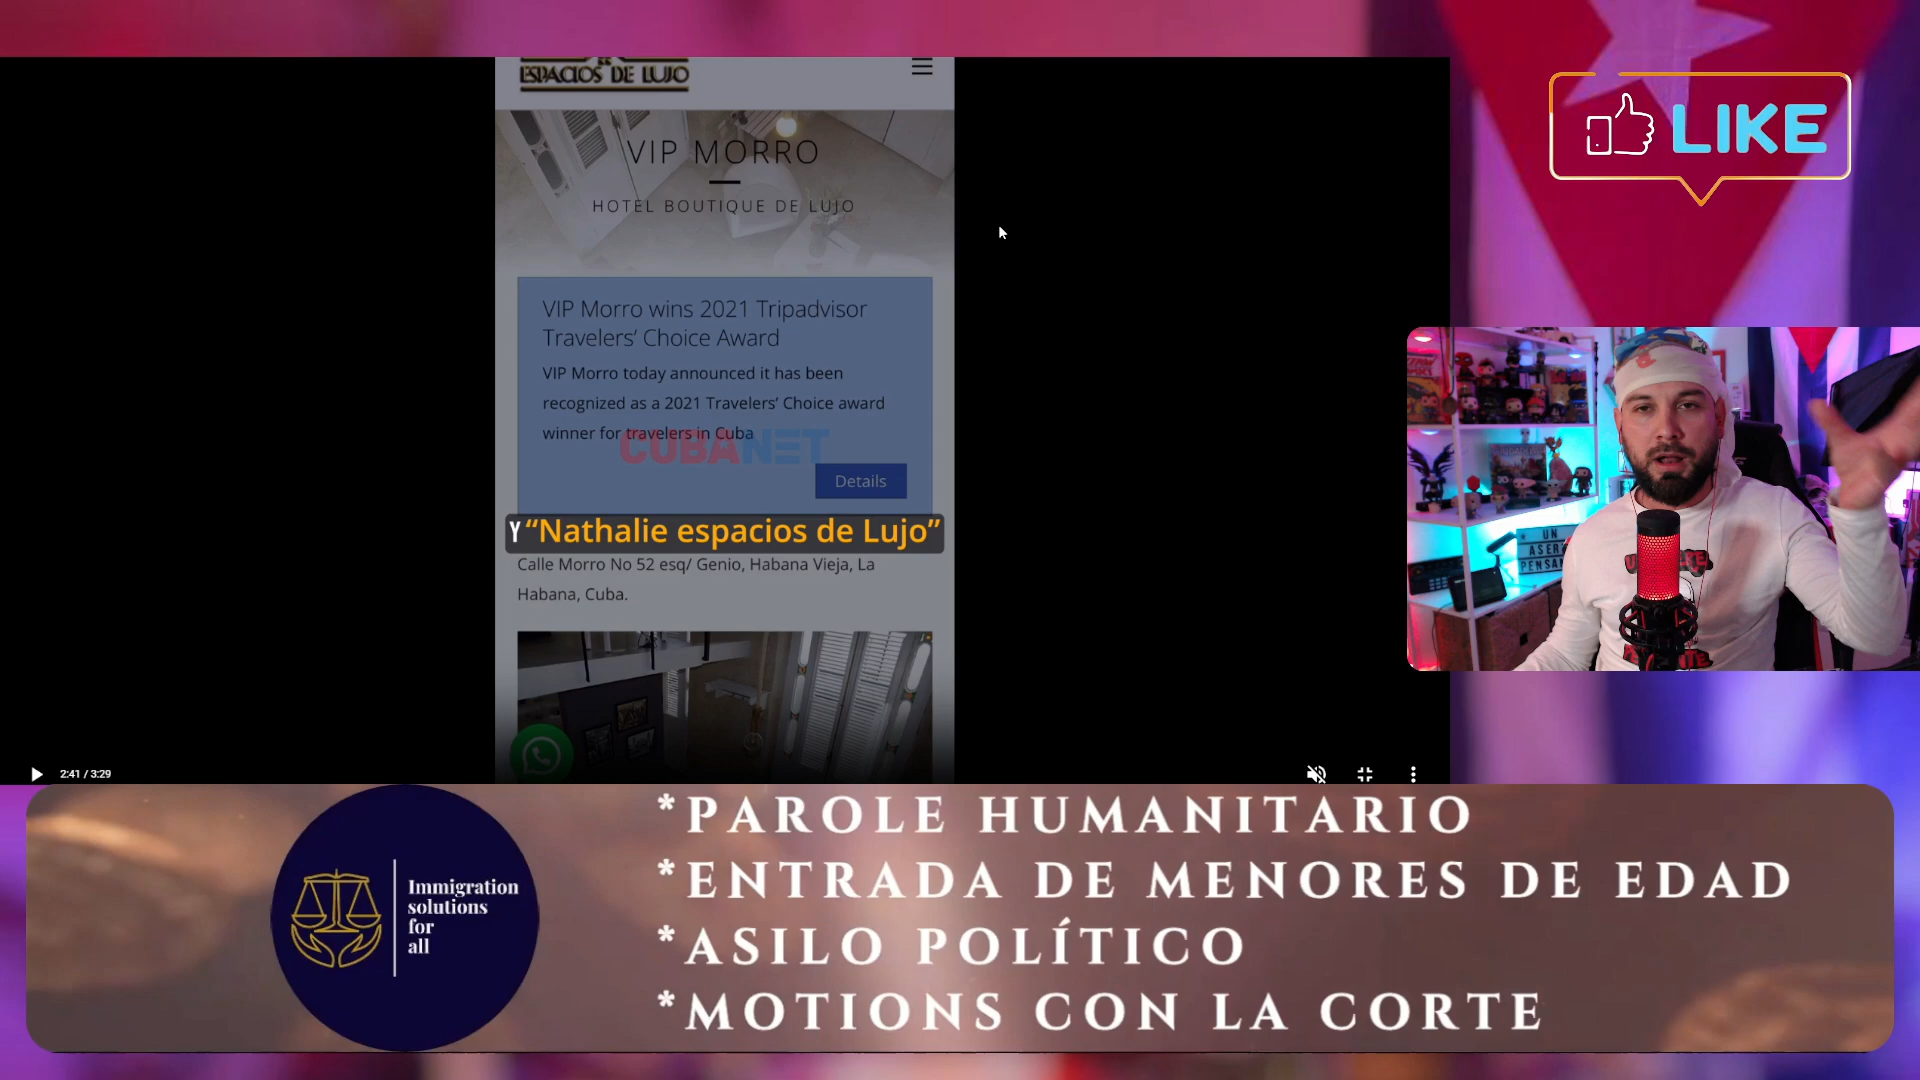 ESPACIOS DE LUJO
VIP MORRO
HOTEL BOUTIQUE DE LUJO
VIP Morro wins 2021 Tripadvisor
Travelers' Choice Award
VIP Morro today announced it has been
recognized as a 2021 Travelers' Choice award
winner for travelers in Cuba
CUBANET
Details
Y “Nathalie espacios de Lujo”
Calle Morro No 52 esq/ Genio, Habana Vieja, La
Habana, Cuba.
2:41 / 3:29
LIKE
UN
ASER
PENSAN
Immigration
solutions
for
all
*PAROLE HUMANITARIO
*ENTRADA DE MENORES DE EDAD
*ASILO POLÍTICO
*MOTIONS CON LA CORTE